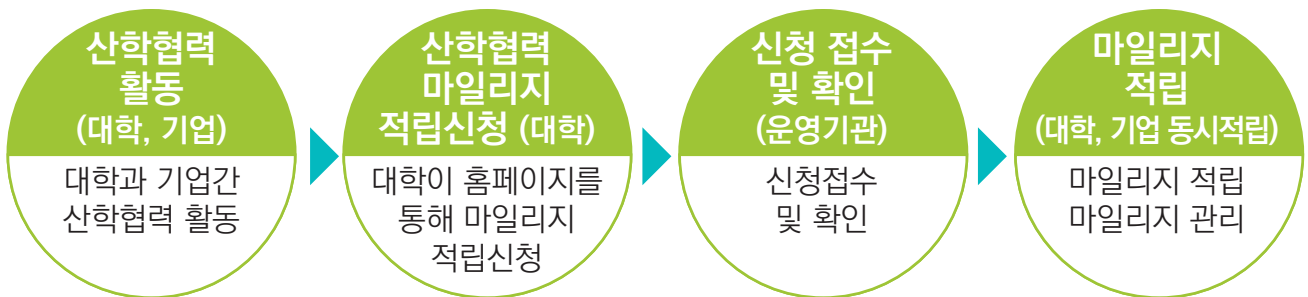 산학협력
활동
(대학, 기업)
대학과 기업간
산학협력 활동
산학협력
마일리지
적립신청 (대학)
대학이 홈페이지를
통해 마일리지
적립신청
신청 접수
및 확인
(운영기관)
신청접수
및 확인
마일리지
적립
(대학, 기업 동시적립)
마일리지 적립
마일리지 관리